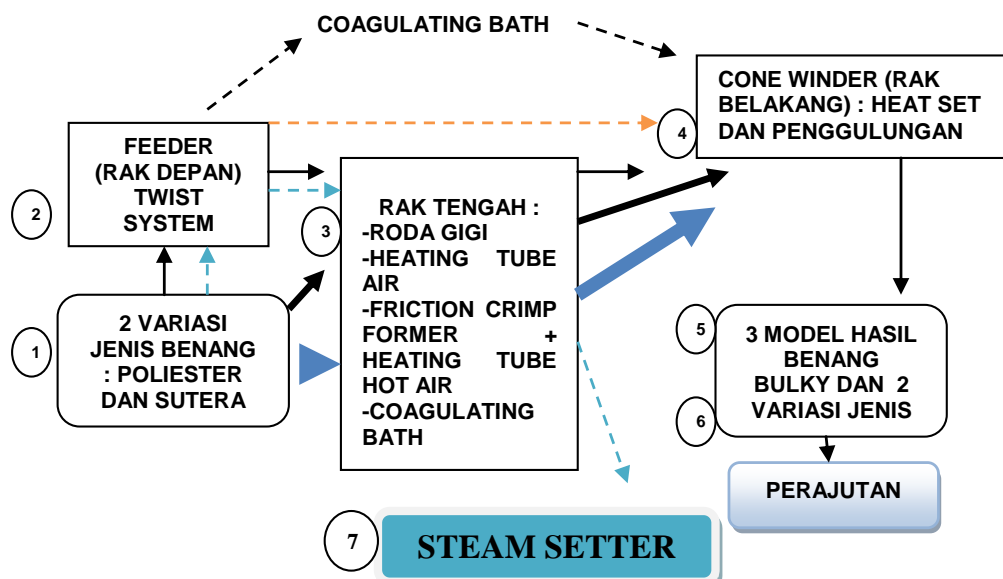 COAGULATING BATH
CONE WINDER (RAK
BELAKANG) : HEAT SET
DAN PENGGULUNGAN
4
FEEDER
(RAK DEPAN)
TWIST
SYSTEM
2
3
RAK TENGAH :
-RODA GIGI
-HEATING TUBE
AIR
-FRICTION CRIMP
FORMER +
HEATING TUBE
HOT AIR
-COAGULATING
BATH
1
2 VARIASI
JENIS BENANG
: POLIESTER
DAN SUTERA
5
3 MODEL HASIL
BENANG
BULKY DAN 2
VARIASI JENIS
6
PERAJUTAN
7
STEAM SETTER